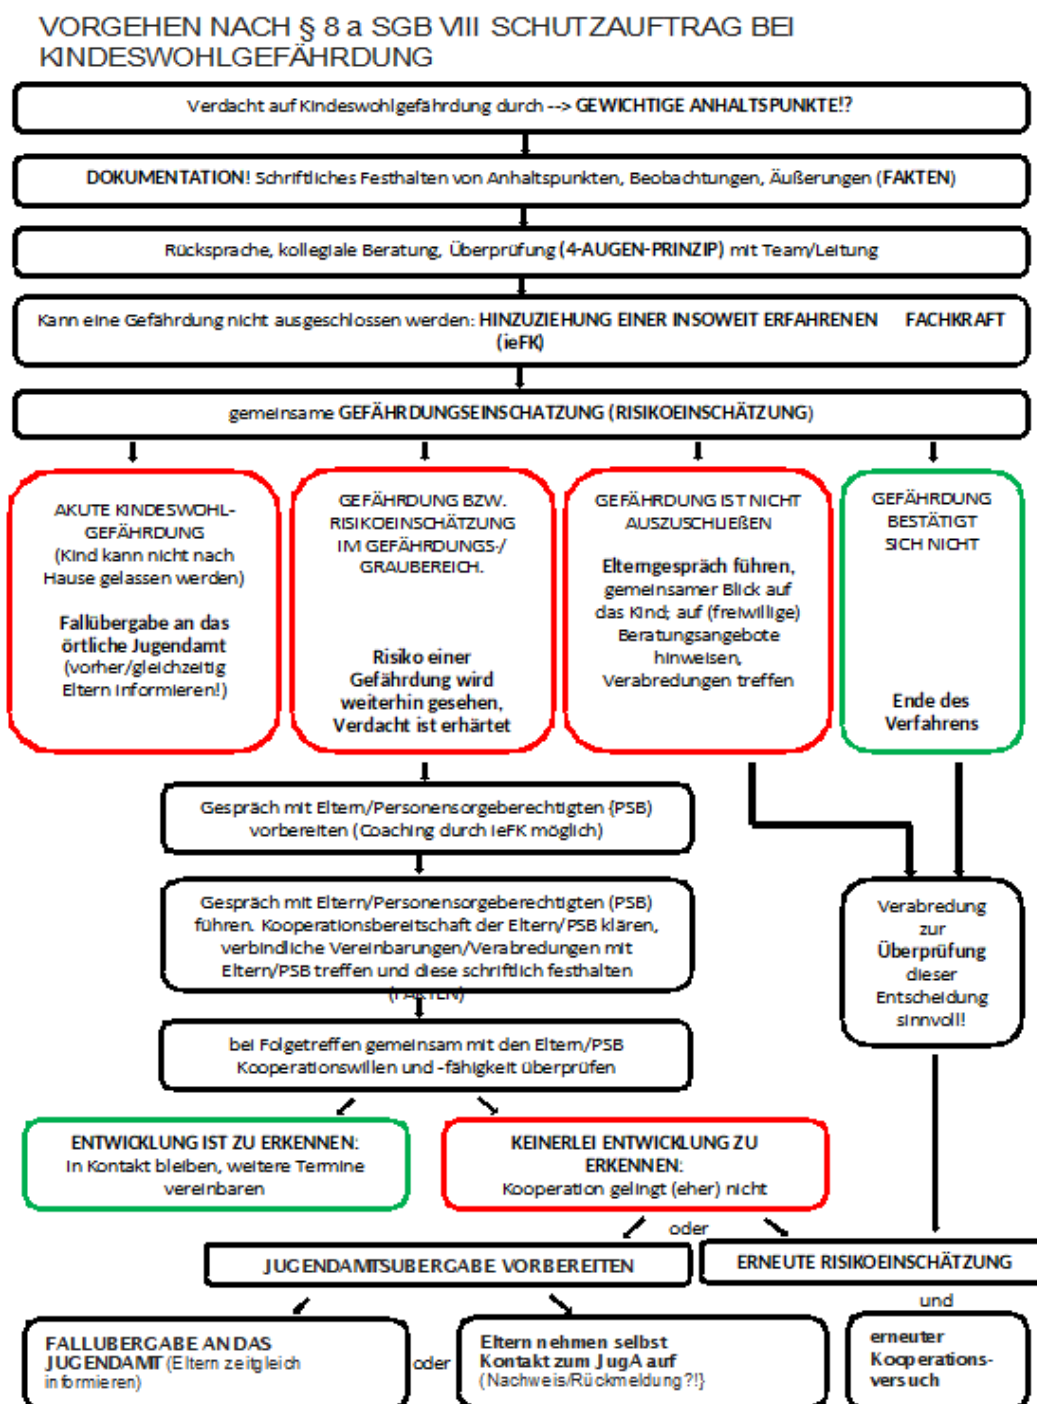 VORGEHEN NACH § 8 a SGB VIII SCHUTZAUFTRAG BEI
KINDESWOHLGEFÄHRDUNG
Verdacht auf Kindeswohlgefährdung durch --> GEWICHTIGE ANHALTSPUNKTE!?
DOKUMENTATION! Schriftliches Festhalten von Anhaltspunkten, Beobachtungen, Äußerungen (FAKTEN)
Rücksprache, kollegiale Beratung, Überprüfung (4-AUGEN-PRINZIP) mit Team/Leitung
Kann eine Gefährdung nicht ausgeschlossen werden: HINZUZIEHUNG EINER INSOWEIT ERFAHRENEN FACHKRAFT
(ieFK)
gemeinsame GEFÄHRDUNGSEINSCHATZUNG (RISIKOEINSCHÄTZUNG)
AKUTE KINDESWOHL-
GEFÄHRDUNG
(Kind kann nicht nach
Hause gelassen werden)
Fallübergabe an das
örtliche Jugendamt
(vorher/gleichzeitig
Eltern informieren!)
GEFÄHRDUNG BZW.
RISIKOEINSCHÄTZUNG
IM GEFÄHRDUNGS-/
GRAUBEREICH.
Risiko einer
Gefährdung wird
weiterhin gesehen,
Verdacht ist erhärtet
GEFÄHRDUNG IST NICHT
AUSZUSCHLIEßEN
Elterngespräch führen,
gemeinsamer Blick auf
das Kind; auf (freiwillige)
Beratungsangebote
hinweisen,
Verabredungen treffen
GEFÄHRDUNG
BESTÄTIGT
SICH NICHT
Ende des
Verfahrens
Gespräch mit Eltern/Personensorgeberechtigten {PSB)
vorbereiten (Coaching durch ieFK möglich)
Gespräch mit Eltern/Personensorgeberechtigten (PSB)
führen. Kooperationsbereitschaft der Eltern/PSB klären,
verbindliche Vereinbarungen/Verabredungen mit
Eltern/PSB treffen und diese schriftlich festhalten
(FAKTEN)
Verabredung
zur
Überprüfung
dieser
Entscheidung
sinnvoll!
bei Folgetreffen gemeinsam mit den Eltern/PSB
Kooperationswillen und -fähigkeit überprüfen
ENTWICKLUNG IST ZU ERKENNEN:
In Kontakt bleiben, weitere Termine
vereinbaren
KEINERLEI ENTWICKLUNG ZU
ERKENNEN:
Kooperation gelingt (eher) nicht
oder
JUGENDAMTSUBERGABE VORBEREITEN
ERNEUTE RISIKOEINSCHÄTZUNG
und
FALLUBERGABE AN DAS
JUGENDAMT (Eltern zeitgleich
informieren)
oder
Eltern nehmen selbst
Kontakt zum JugA auf
(Nachweis/Rückmeldung?!}
erneuter
Kooperations-
versuch